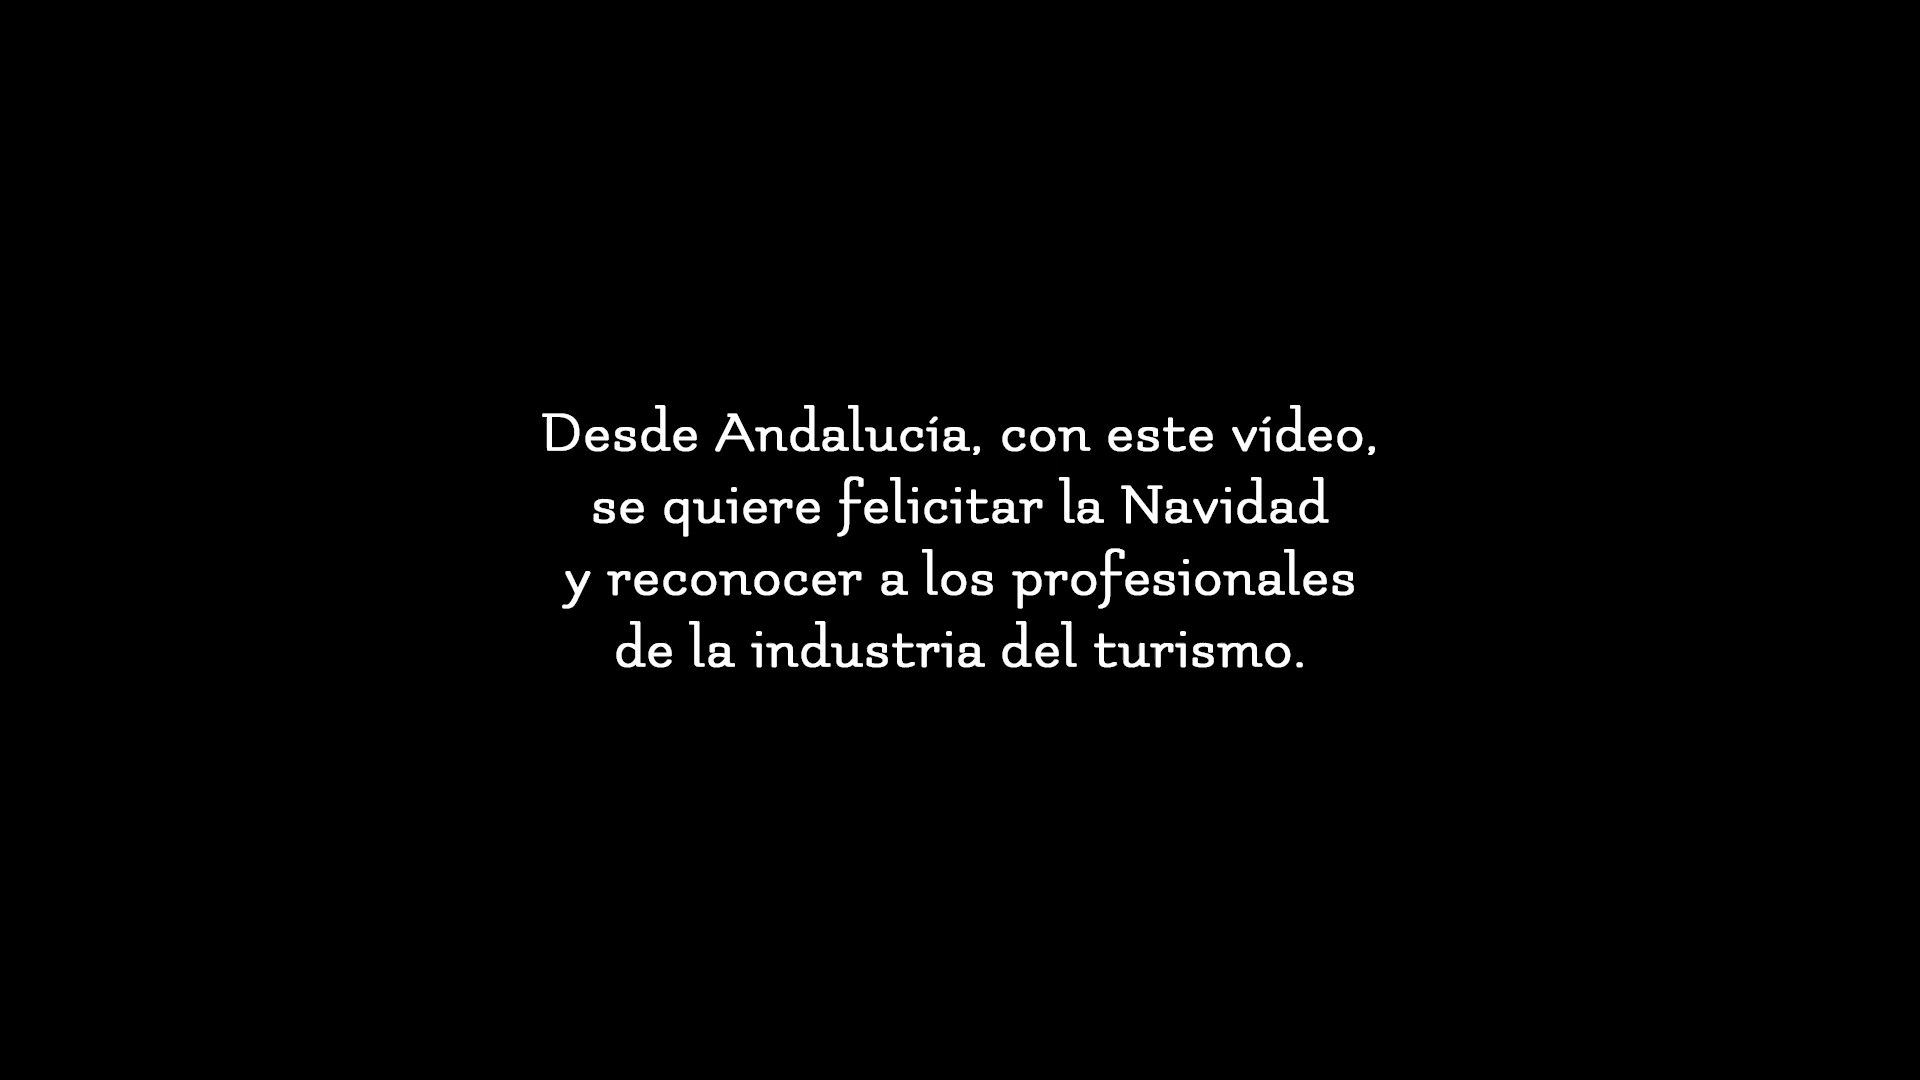 Desde Andalucía, con este vídeo,
se quiere felicitar la Navidad
y reconocer a los profesionales
de la industria del turismo.